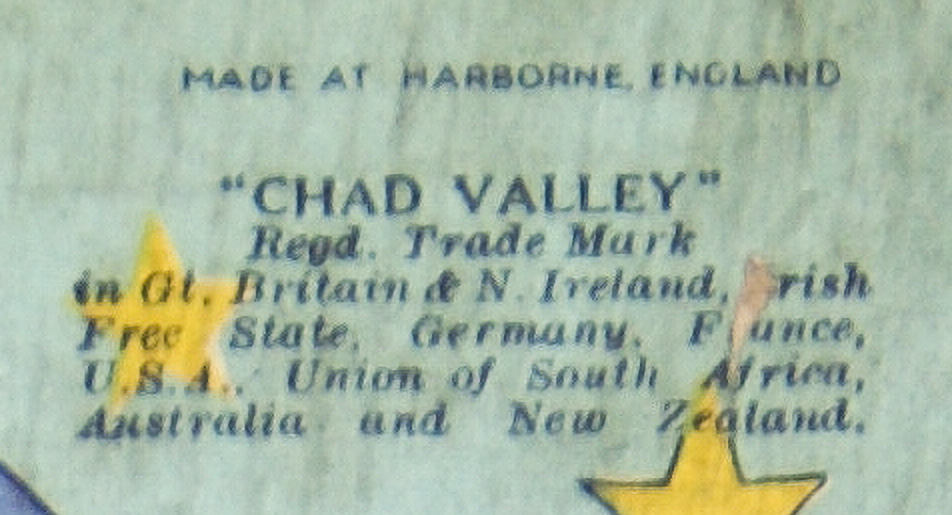 MADE AT HARBORNE, ENGLAND
"CHAD VALLEY"
Regd. Trade Mark
in Gt. Britain & N. Ireland, Irish
Free State, Germany, France,
U.S.A., Union of South Africa,
Australia and New Zealand.